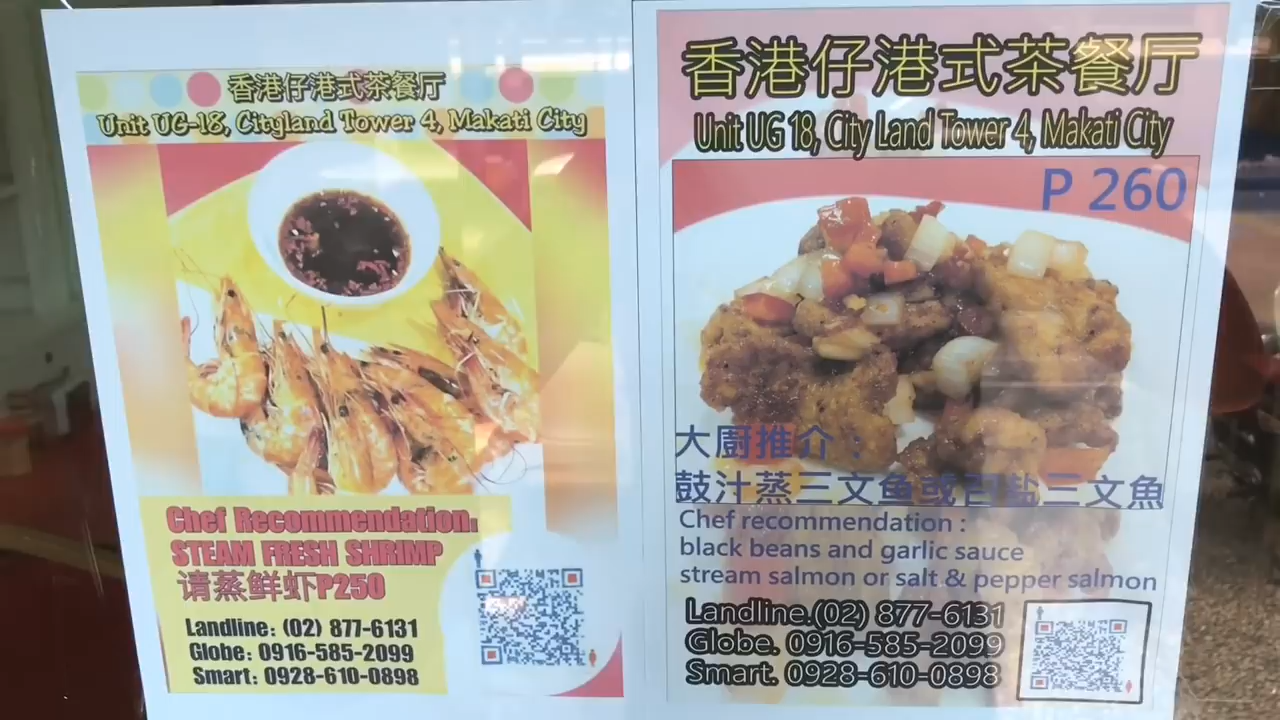 香港仔港式茶餐厅
Unit UG-18, Cityland Tower 4, Makati City
Chef Recommendation:
STEAM FRESH SHRIMP
请蒸鲜虾P250
Landline: (02) 877-6131
Globe: 0916-585-2099
Smart: 0928-610-0898
香港仔港式茶餐厅
Unit UG 18, City Land Tower 4, Makati City
P 260
大廚推介：
鼓汁蒸三文鱼或百盐三文魚
Chef recommendation :
black beans and garlic sauce
stream salmon or salt & pepper salmon
Landline.(02) 877-6131
Globe. 0916-585-2099
Smart. 0928-610-0898